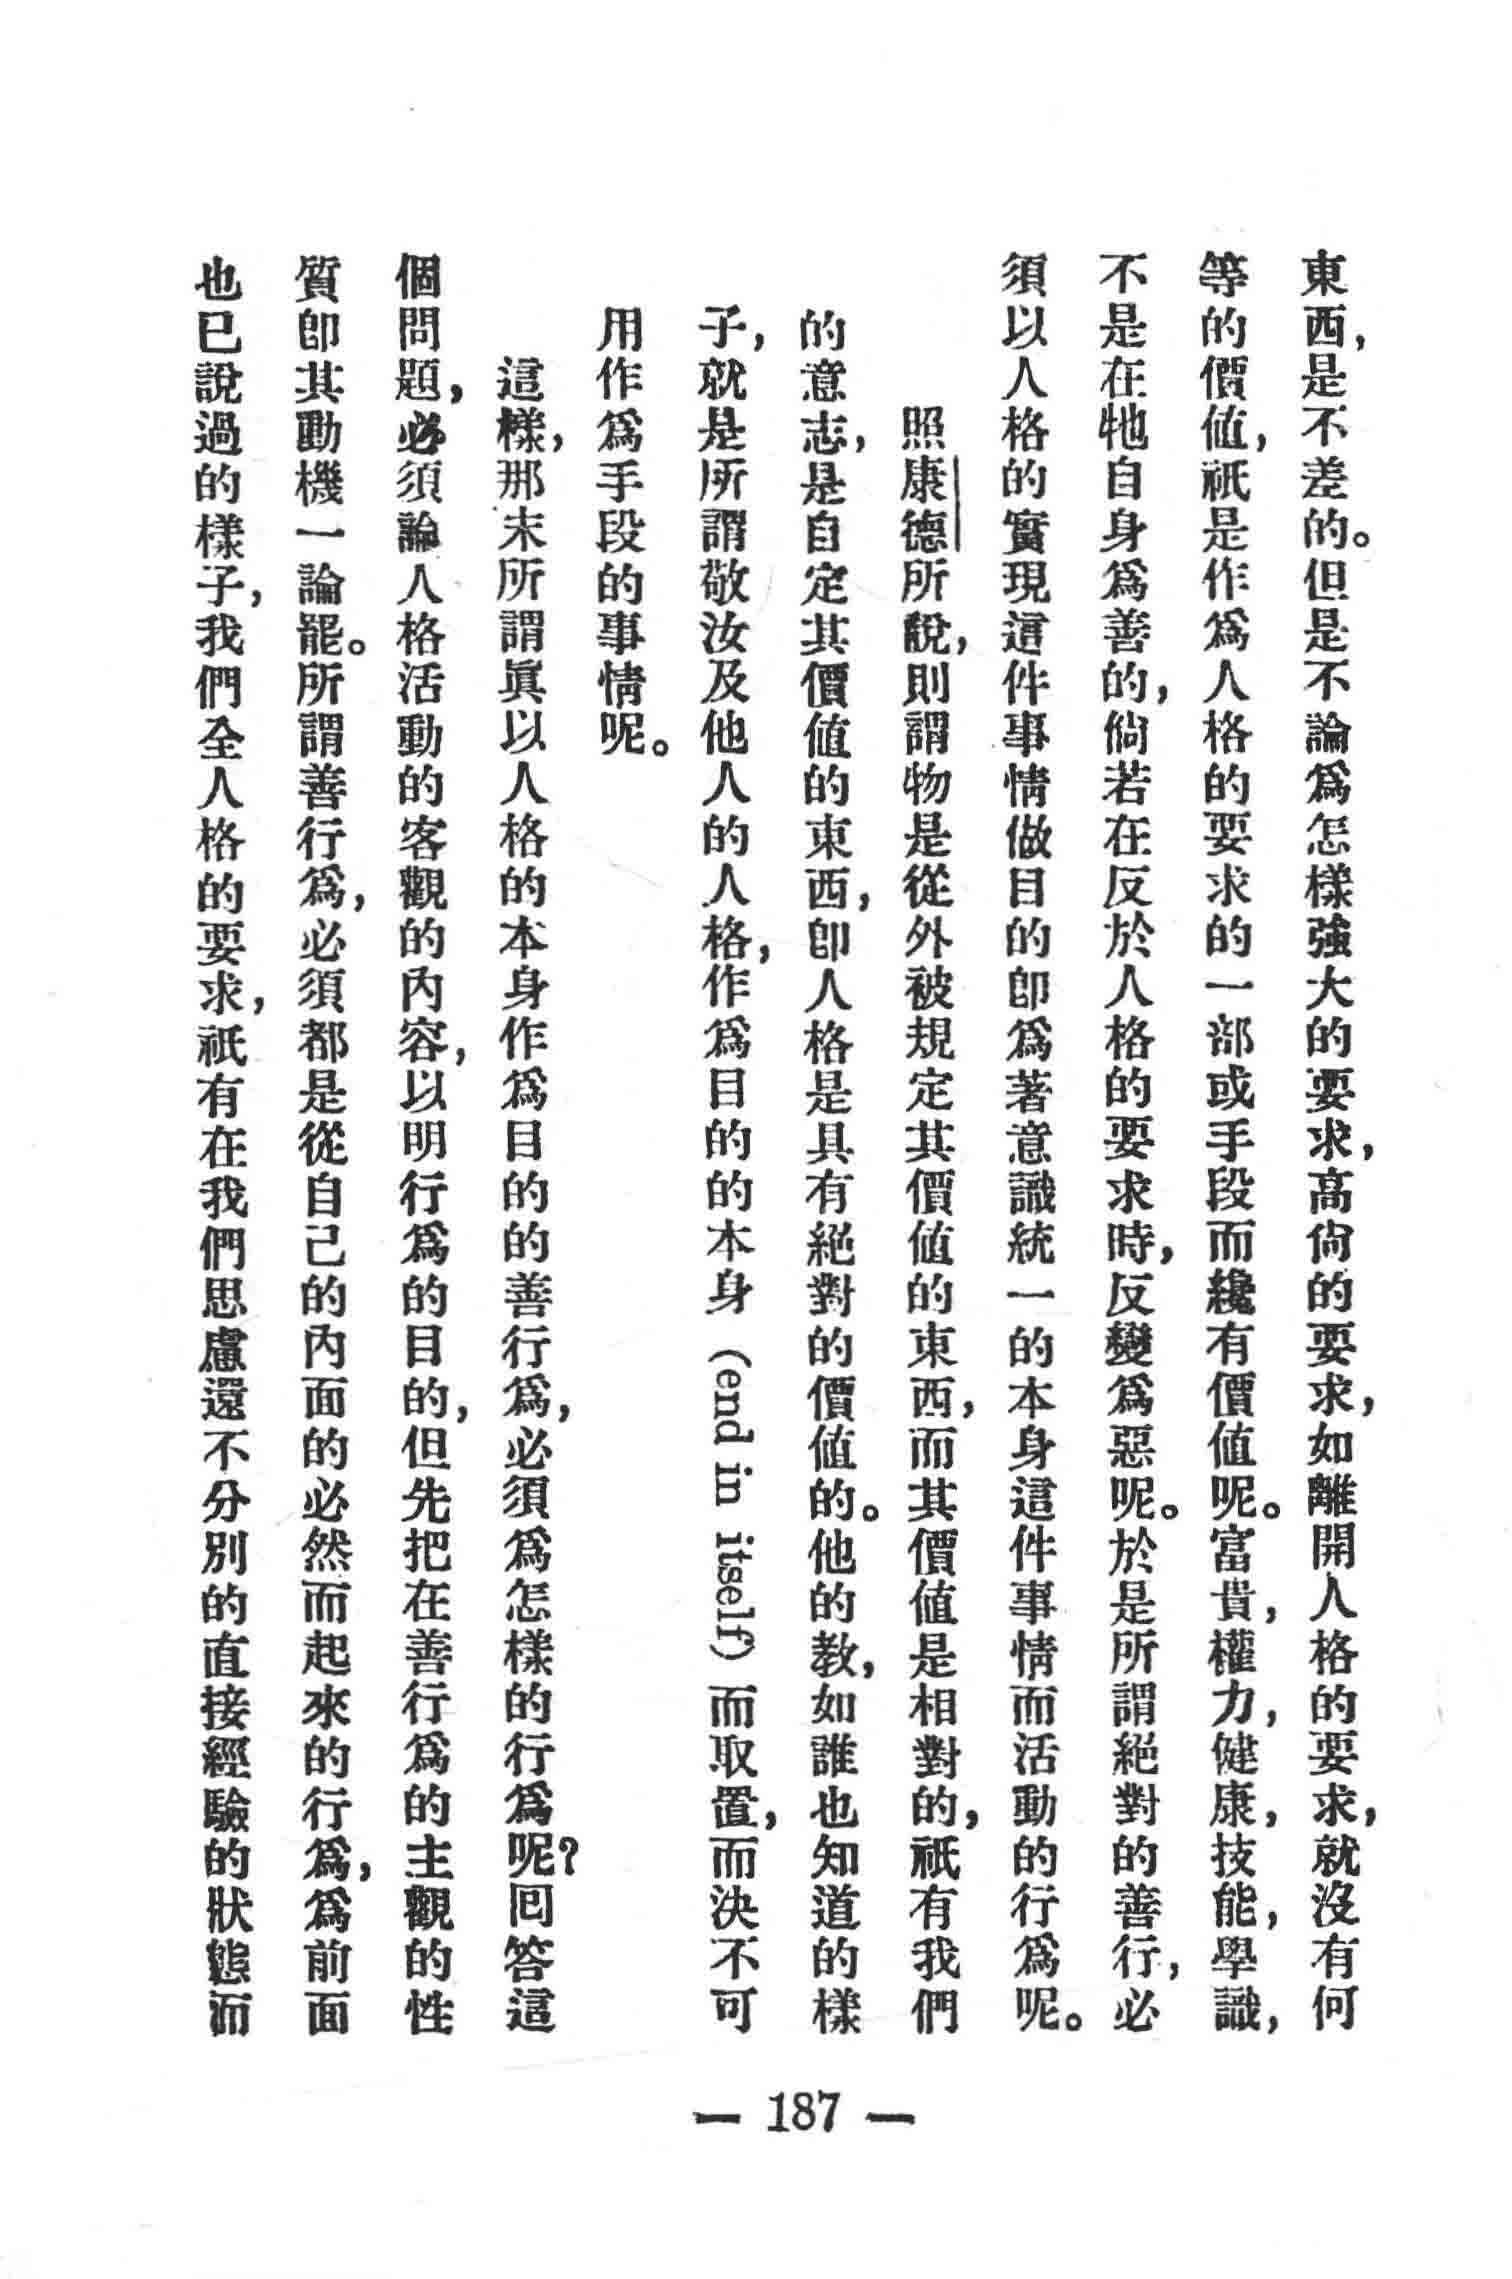 東西，是不差的。但是不論爲怎樣強大的要求，高尙的要求，如離開人格的要求，就沒有何
等的價値，祇是作爲人格的要求的一部或手段而纔有價値呢。富貴，權力，健康，技能，學識，
不是在牠自身爲善的，倘若在反於人格的要求時，反變爲惡呢。於是所謂絕對的善行，必
須以人格的實現這件事情做目的卽爲著意識統一的本身這件事情而活動的行爲呢。
照康德所說，則謂物是從外被規定其價値的東西，而其價値是相對的，祇有我們
的意志，是自定其價値的東西，卽人格是具有絕對的價値的。他的教，如誰也知道的樣
子，就是所謂敬汝及他人的人格，作爲目的的本身（end in itself）而取置，而決不可
用作爲手段的事情呢。
這樣，那末所謂眞以人格的本身作爲目的的善行爲，必須爲怎樣的行爲呢？回答這
個問題，必須論人格活動的客觀的內容，以明行爲的目的，但先把在善行爲的主觀的性
質卽其動機一論罷。所謂善行爲，必須都是從自己的內面的必然而起來的行爲，爲前面
也已說過的樣子，我們全人格的要求，祇有在我們思慮還不分別的直接經驗的狀態而
— 187 —